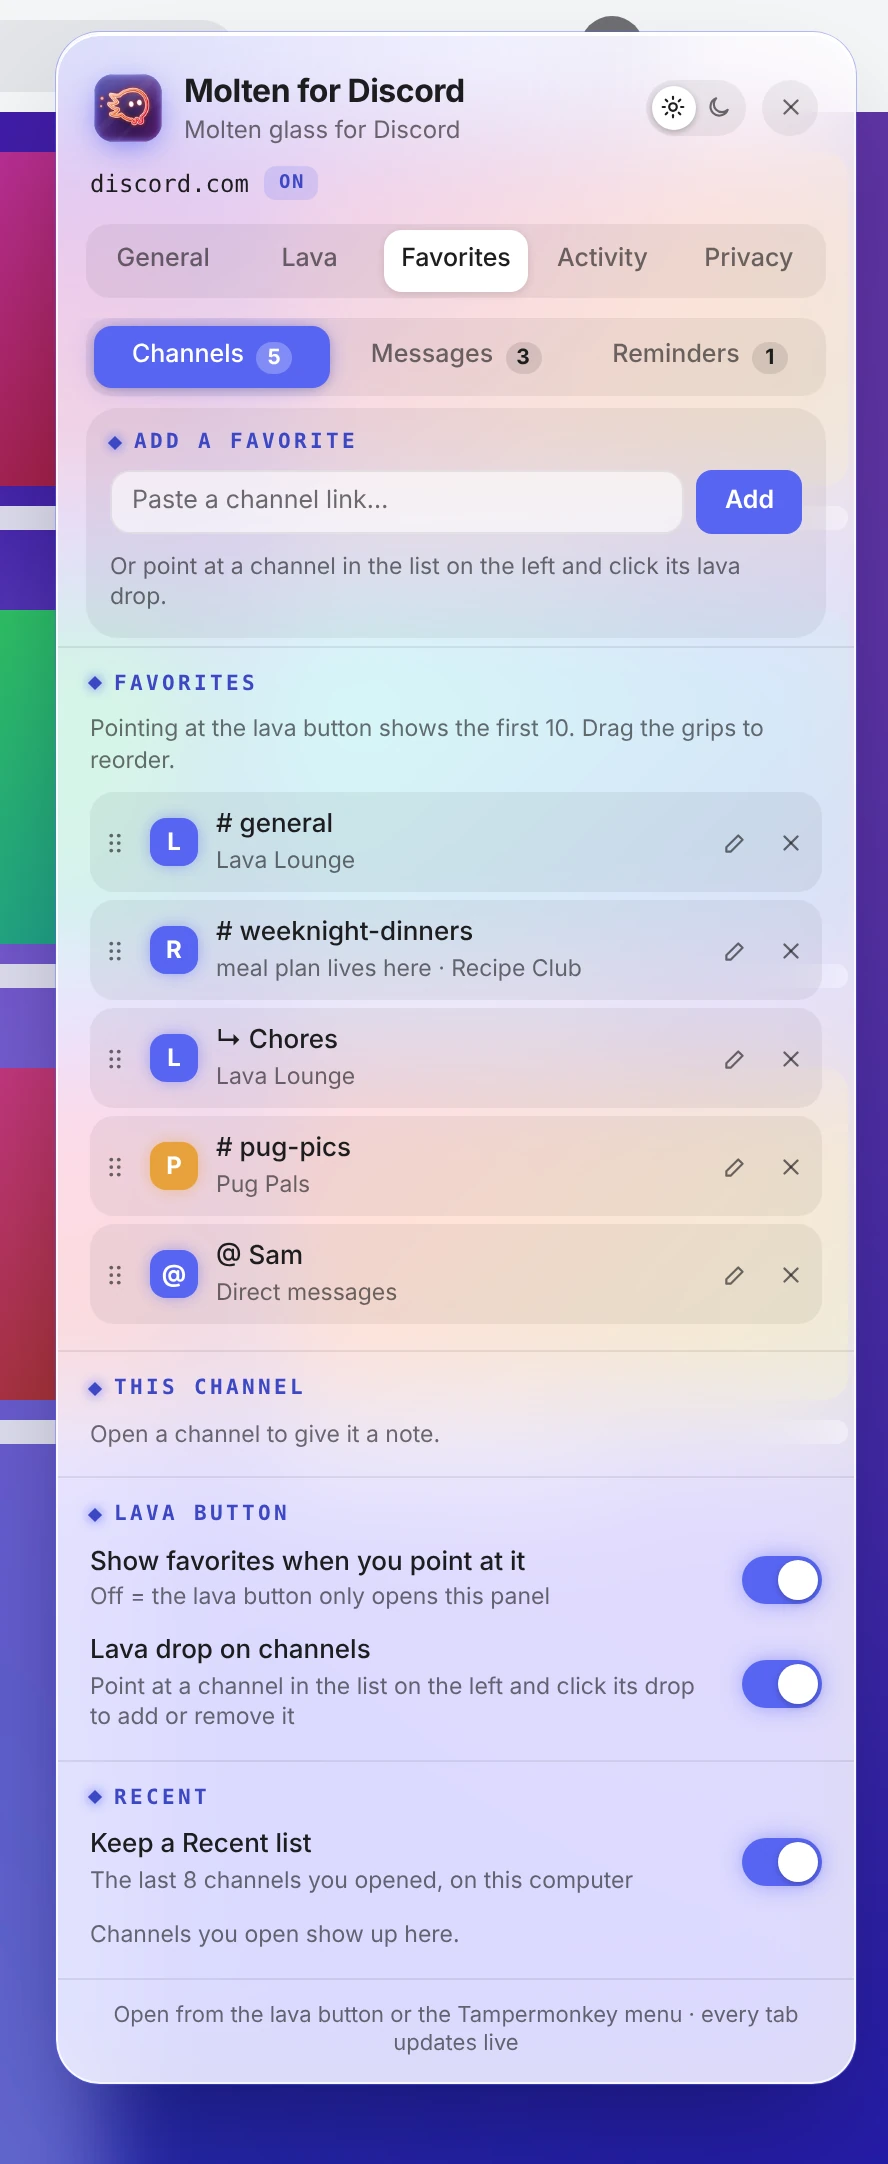 Molten for Discord
Molten glass for Discord
discord.com ON
General Lava Favorites Activity Privacy
Channels 5 Messages 3 Reminders 1
ADD A FAVORITE
Paste a channel link... Add
Or point at a channel in the list on the left and click its lava
drop.
FAVORITES
Pointing at the lava button shows the first 10. Drag the grips to
reorder.
L # general
Lava Lounge
R # weeknight-dinners
meal plan lives here · Recipe Club
L ↳ Chores
Lava Lounge
P # pug-pics
Pug Pals
@ @ Sam
Direct messages
THIS CHANNEL
Open a channel to give it a note.
LAVA BUTTON
Show favorites when you point at it
Off = the lava button only opens this panel
Lava drop on channels
Point at a channel in the list on the left and click its drop
to add or remove it
RECENT
Keep a Recent list
The last 8 channels you opened, on this computer
Channels you open show up here.
Open from the lava button or the Tampermonkey menu · every tab
updates live